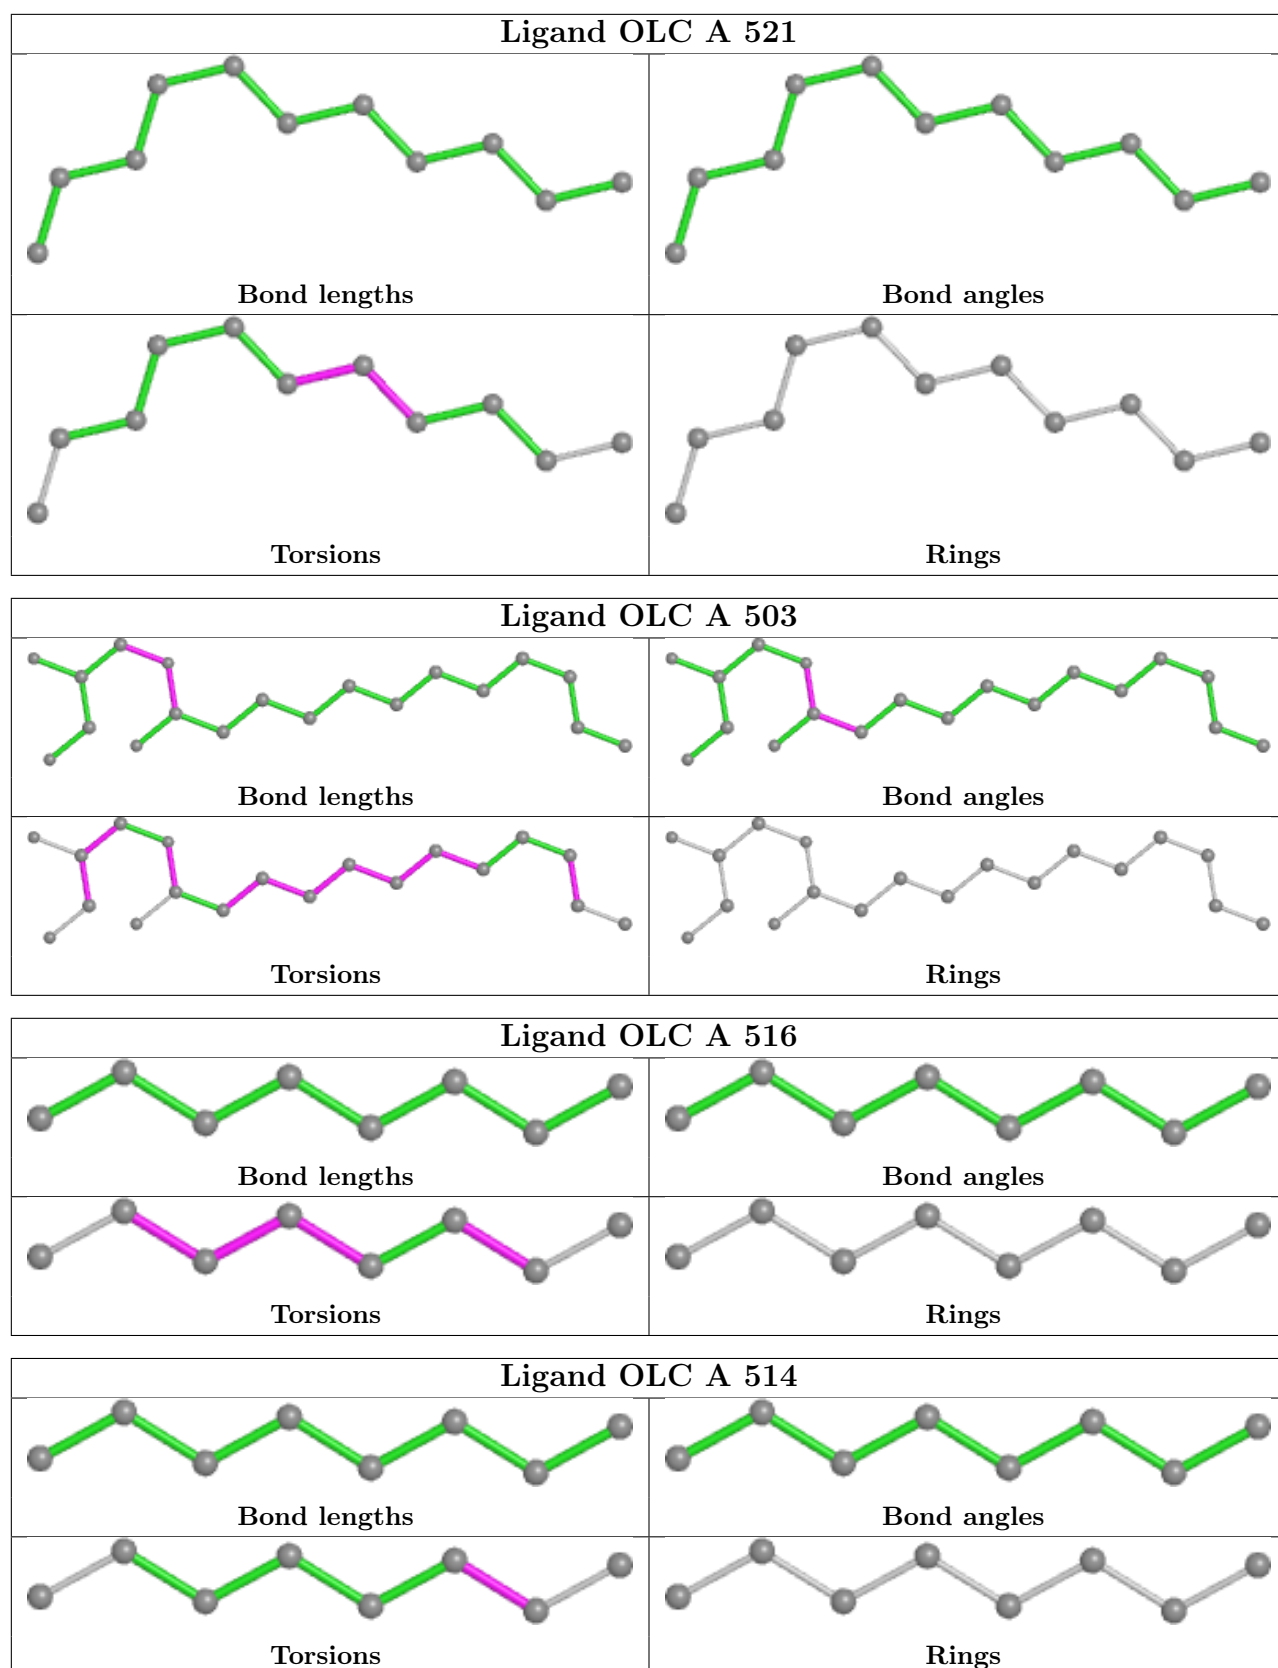 Ligand OLC A 521
Bond lengths
Bond angles
Torsions
Rings
Ligand OLC A 503
Bond lengths
Bond angles
Torsions
Rings
Ligand OLC A 516
Bond lengths
Bond angles
Torsions
Rings
Ligand OLC A 514
Bond lengths
Bond angles
Torsions
Rings